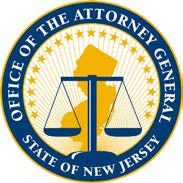 OFFICE OF THE ATTORNEY GENERAL
STATE OF NEW JERSEY